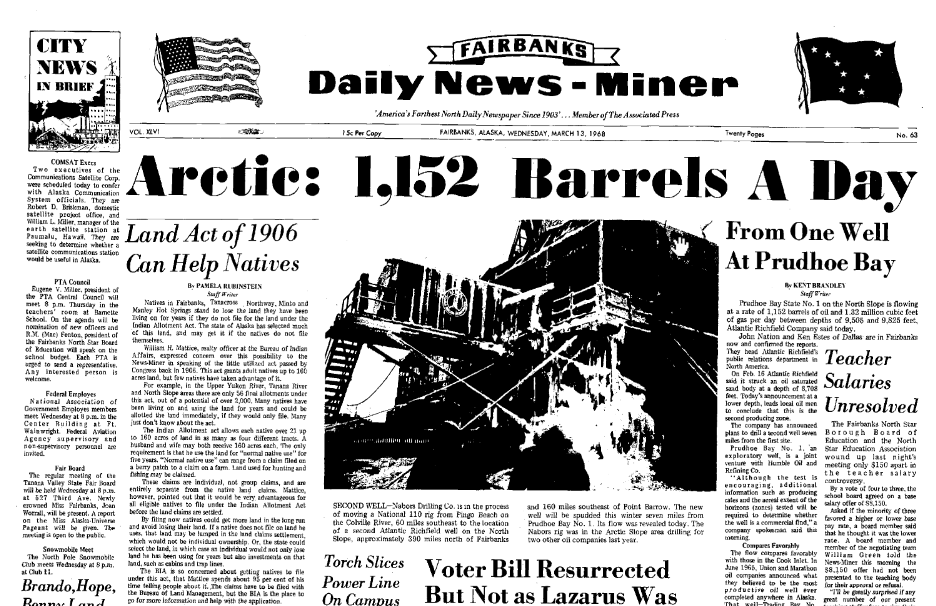 CITY
NEWS
IN BRIEF
FAIRBANKS
Daily News - Miner
'America's Farthest North Daily Newspaper Since 1903' . . . Member of The Associated Press
VOL. XLVI
15c Per Copy
FAIRBANKS, ALASKA, WEDNESDAY, MARCH 13, 1968
Twenty Pages
No. 63
Arctic: 1,152 Barrels A Day
COMSAT Execs
Two executives of the
Communications Satellite Corp.
were scheduled today to confer
with Alaska Communication
System officials. They are
Robert D. Briskman, domestic
satellite project office, and
William L. Miller, manager of the
earth satellite station at
Paumalu, Hawaii. They are
seeking to determine whether a
satellite communications station
would be useful in Alaska.
PTA Council
Eugene V. Miller, president of
the PTA Central Council will
meet 8 p.m. Thursday in the
teachers' room at Barnette
School. On the agenda will be
nomination of new officers and
B.M. (Mac) Fenton, president of
the Fairbanks North Star Board
of Education will speak on the
school budget. Each PTA is
urged to send a representative.
Any interested person is
welcome.
Federal Employes
National Association of
Government Employes members
meet Wednesday at 8 p.m. in the
Center Building at Ft.
Wainwright. Federal Aviation
Agency supervisory and
non-supervisory personnel are
invited.
Fair Board
The regular meeting of the
Tanana Valley State Fair Board
will be held Wednesday at 8 p.m.
at 527 Third Ave. Newly
crowned Miss Fairbanks, Joan
Worrall, will be present. A report
on the Miss Alaska-Universe
Pageant will be given. The
meeting is open to the public.
Snowmobile Meet
The North Pole Snowmobile
Club meets Wednesday at 8 p.m.
at Club 11.
Brando, Hope,
Land Act of 1906
Can Help Natives
By PAMELA RUBINSTEIN
Staff Writer
Natives in Fairbanks, Tanacross, Northway, Minto and
Manley Hot Springs stand to lose the land they have been
living on for years if they do not file for the land under the
Indian Allotment Act. The state of Alaska has selected much
of this land, and may get it if the natives do not file
themselves.
William H. Mattice, realty officer at the Bureau of Indian
Affairs, expressed concern over this possibility to the
News-Miner in speaking of the little utilized act passed by
Congress back in 1906. This act grants adult natives up to 160
acres land, but few natives have taken advantage of it.
For example, in the Upper Yukon River, Tanana River
and North Slope areas there are only 56 final allotments under
this act, out of a potential of over 2,000. Many natives have
been living on and using the land for years and could be
allotted the land immediately, if they would only file. Many
just don't know about the act.
The Indian Allotment act allows each native over 21 up
to 160 acres of land in as many as four different tracts. A
husband and wife may both receive 160 acres each. The only
requirement is that he use the land for "normal native use" for
five years. "Normal native use" can range from a claim filed on
a berry patch to a claim on a farm. Land used for hunting and
fishing may be claimed.
These claims are individual, not group claims, and are
entirely separate from the native land claims. Mattice,
however, pointed out that it would be very advantageous for
all eligible natives to file under the Indian Allotment Act
before the land claims are settled.
By filing now natives could get more land in the long run
and avoid losing their land. If a native does not file on land he
uses, that land may be lumped in the land claims settlement,
which would not be individual ownership. Or, the state could
select the land, in which case an individual would not only lose
land he has been using for years but also investments on that
land, such as cabins and trap lines.
The BIA is so concerned about getting natives to file
under this act, that Mattice spends about 95 per cent of his
time telling people about it. The claims have to be filed with
the Bureau of Land Management, but the BIA is the place to
go for more information and help with the application.
SECOND WELL—Nabors Drilling Co. is in the process
of moving a National 110 rig from Pingo Beach on
the Colville River, 60 miles southeast to the location
of a second Atlantic Richfield well on the North
Slope, approximately 390 miles north of Fairbanks
and 160 miles southeast of Point Barrow. The new
well will be spudded this winter seven miles from
Prudhoe Bay No. 1. Its flow was revealed today. The
Nabors rig was in the Arctic Slope area drilling for
two other oil companies last year.
Torch Slices
Power Line
On Campus
Voter Bill Resurrected
But Not as Lazarus Was
From One Well
At Prudhoe Bay
By KENT BRANDLEY
Staff Writer
Prudhoe Bay State No. 1 on the North Slope is flowing
at a rate of 1,152 barrels of oil and 1.32 million cubic feet
of gas per day between depths of 9,505 and 9,825 feet,
Atlantic Richfield Company said today.
John Nation and Ken Estes of Dallas are in Fairbanks
now and confirmed the reports.
They head Atlantic Richfield's
public relations department in
North America.
On Feb. 16 Atlantic Richfield
said it struck an oil saturated
sand body at a depth of 8,708
feet. Today's announcement at a
lower depth, leads local oil men
to conclude that this is the
second producing zone.
The company has announced
plans to drill a second well seven
miles from the first site.
Prudhoe Bay No. 1, an
exploratory well, is a joint
venture with Humble Oil and
Refining Co.
"Although the test is
encouraging, additional
information such as producing
rates and the aereal extent of the
horizons (zones) tested will be
required to determine whether
the well is commercial find," a
company spokesman said this
morning.
Compares Favorably
The flow compares favorably
with those in the Cook Inlet. In
June 1965, Union and Marathon
oil companies announced what
they believed to be the most
productive oil well ever
completed anywhere in Alaska.
Teacher
Salaries
Unresolved
The Fairbanks North Star
Borough Board of
Education and the North
Star Education Association
wound up last night's
meeting only $150 apart in
the teacher salary
controversy.
By a vote of four to three, the
school board agreed on a base
salary offer of $8,150.
Asked if the minority of three
favored a higher or lower base
pay rate, a board member said
that he thought it was the lower
rate. A board member and
member of the negotiating team
William Green told the
News-Miner this morning the
$8,150 offer had not been
presented to the teaching body
for their approval or refusal.
"I'll be greatly surprised if any
great number of our present